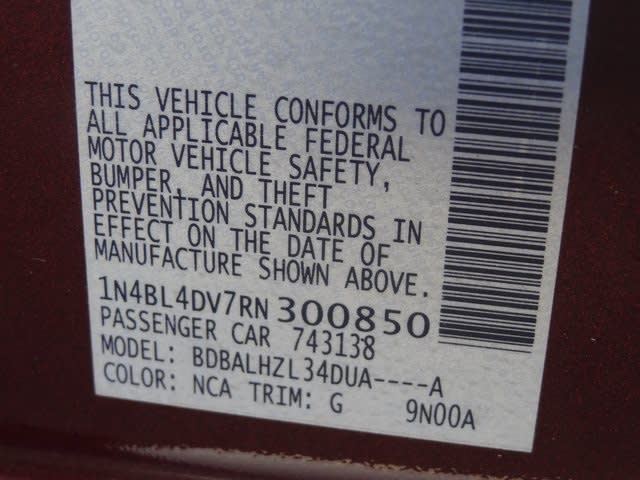 THIS VEHICLE CONFORMS TO
ALL APPLICABLE FEDERAL
MOTOR VEHICLE SAFETY,
BUMPER, AND THEFT
PREVENTION STANDARDS IN
EFFECT ON THE DATE OF
MANUFACTURE SHOWN ABOVE.
1N4BL4DV7RN300850
PASSENGER CAR 743138
MODEL: BDBALHZL34DUA----A
COLOR: NCA TRIM: G 9N00A